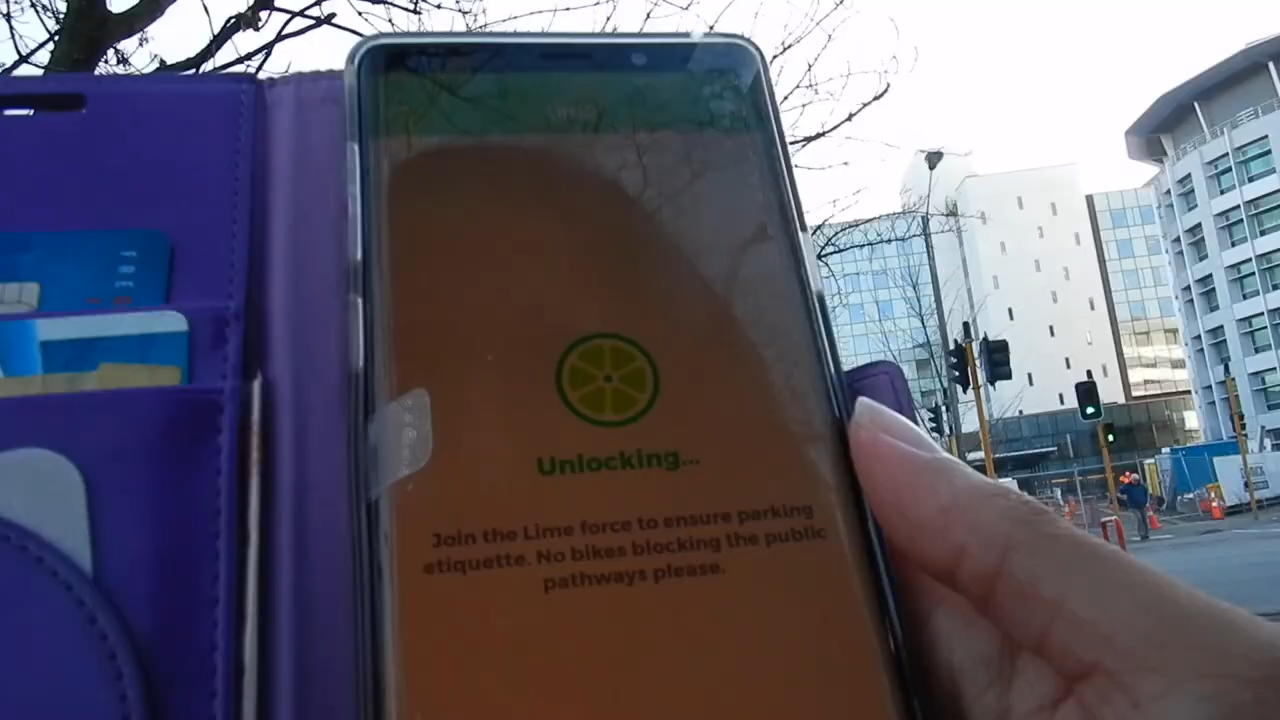 Unlocking...
Join the Lime force to ensure parking
etiquette. No bikes blocking the public
pathways please.